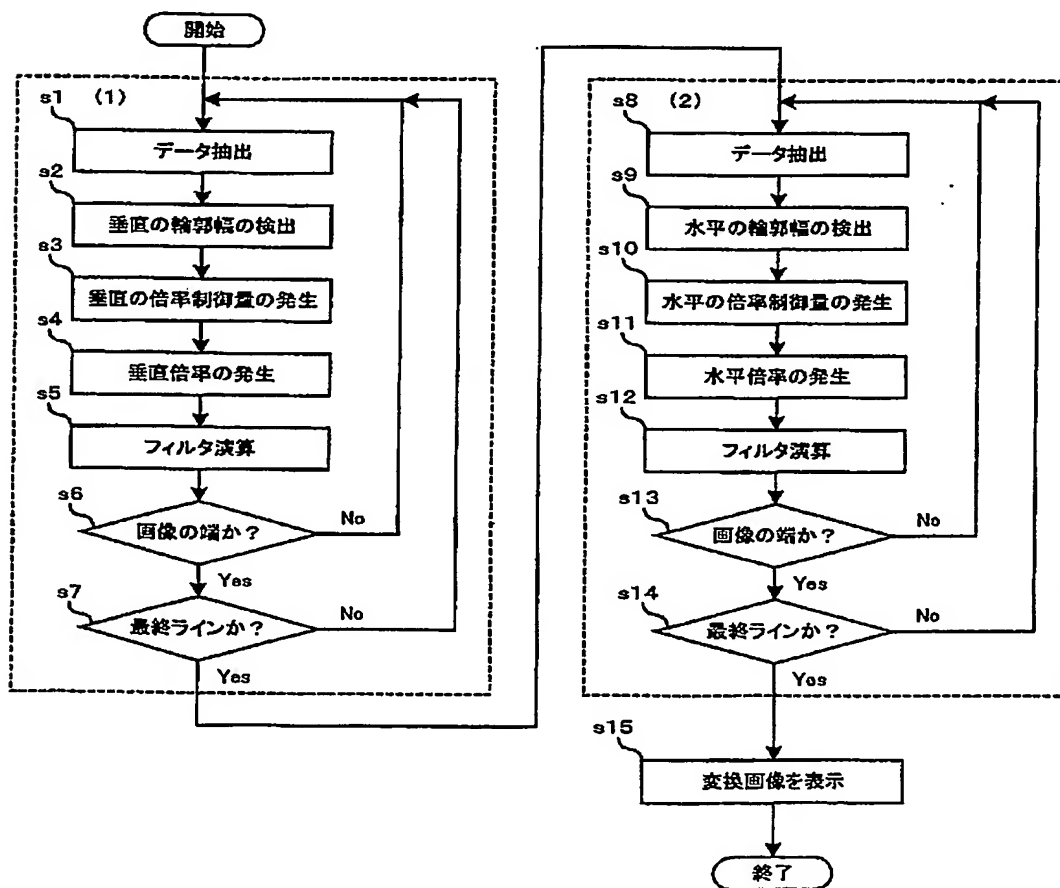 開始
s1 (1)
データ抽出
s2
垂直の輪郭幅の検出
s3
垂直の倍率制御量の発生
s4
垂直倍率の発生
s5
フィルタ演算
s6
画像の端か?
No
Yes
s7
最終ラインか?
No
Yes
s8 (2)
データ抽出
s9
水平の輪郭幅の検出
s10
水平の倍率制御量の発生
s11
水平倍率の発生
s12
フィルタ演算
s13
画像の端か?
No
Yes
s14
最終ラインか?
No
Yes
s15
変換画像を表示
終了